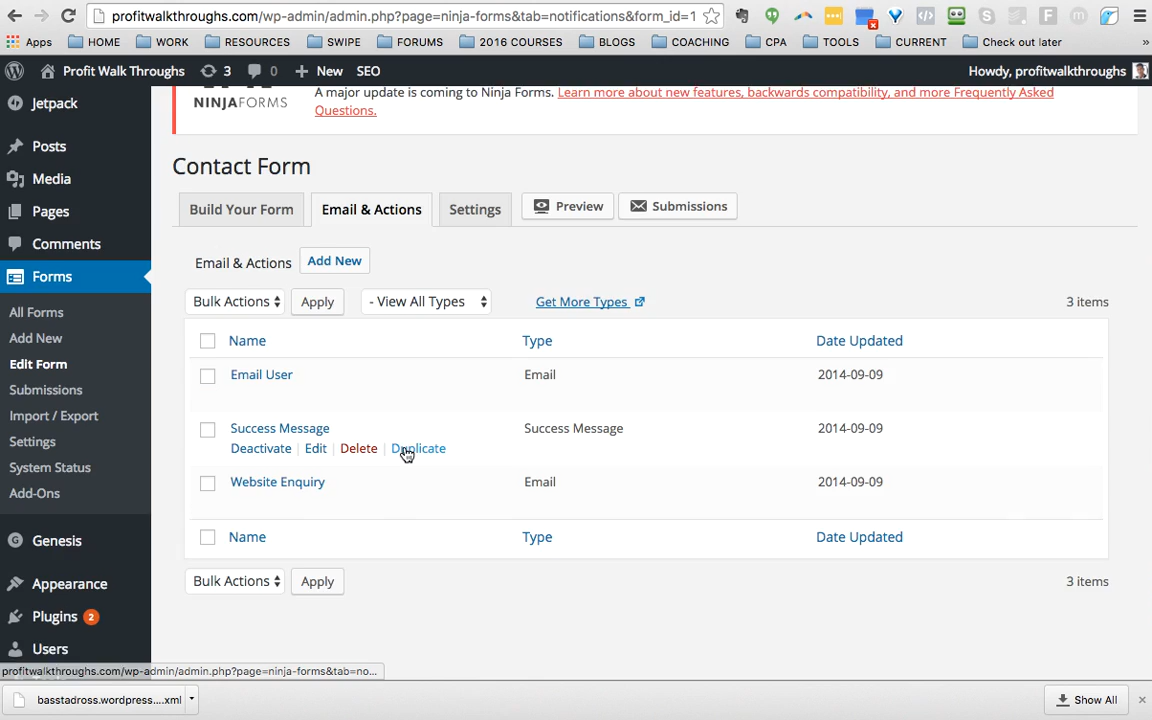 profitwalkthroughs.com/wp-admin/admin.php?page=ninja-forms&tab=notifications&form_id=1
Apps HOME WORK RESOURCES SWIPE FORUMS 2016 COURSES BLOGS COACHING CPA TOOLS CURRENT Check out later »
Profit Walk Throughs 3 0 New SEO Howdy, profitwalkthroughs
Jetpack
Posts
Media
Pages
Comments
Forms
All Forms
Add New
Edit Form
Submissions
Import / Export
Settings
System Status
Add-Ons
Genesis
Appearance
Plugins 2
Users
NINJAFORMS
A major update is coming to Ninja Forms. Learn more about new features, backwards compatibility, and more Frequently Asked
Questions.
Contact Form
Build Your Form Email & Actions Settings Preview Submissions
Email & Actions Add New
Bulk Actions Apply - View All Types Get More Types 3 items
Name Type Date Updated
Email User Email 2014-09-09
Success Message Success Message 2014-09-09
Deactivate | Edit | Delete | Duplicate
Website Enquiry Email 2014-09-09
Name Type Date Updated
Bulk Actions Apply 3 items
profitwalkthroughs.com/wp-admin/admin.php?page=ninja-forms&tab=no...
basstadross.wordpress....xml Show All